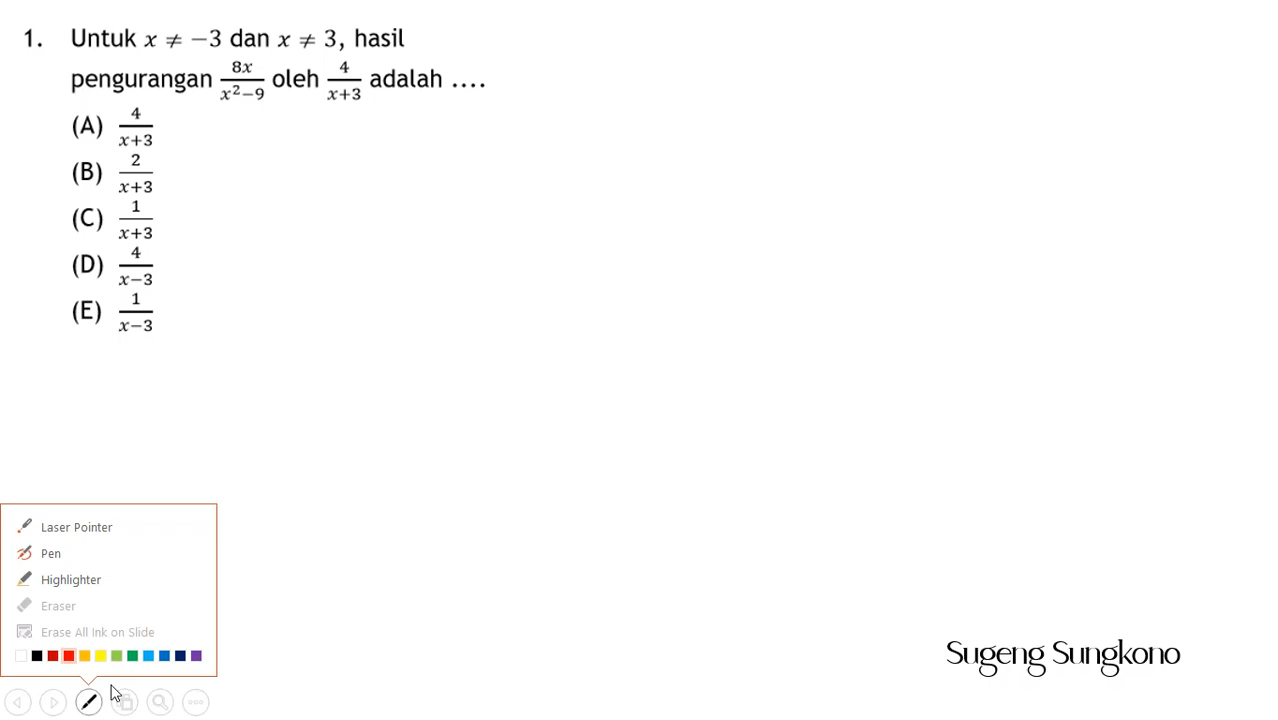 1. Untuk x ≠ −3 dan x ≠ 3, hasil
pengurangan 8x/(x²−9) oleh 4/(x+3) adalah ....
(A) 4/(x+3)
(B) 2/(x+3)
(C) 1/(x+3)
(D) 4/(x−3)
(E) 1/(x−3)
Laser Pointer
Pen
Highlighter
Eraser
Erase All Ink on Slide
Sugeng Sungkono